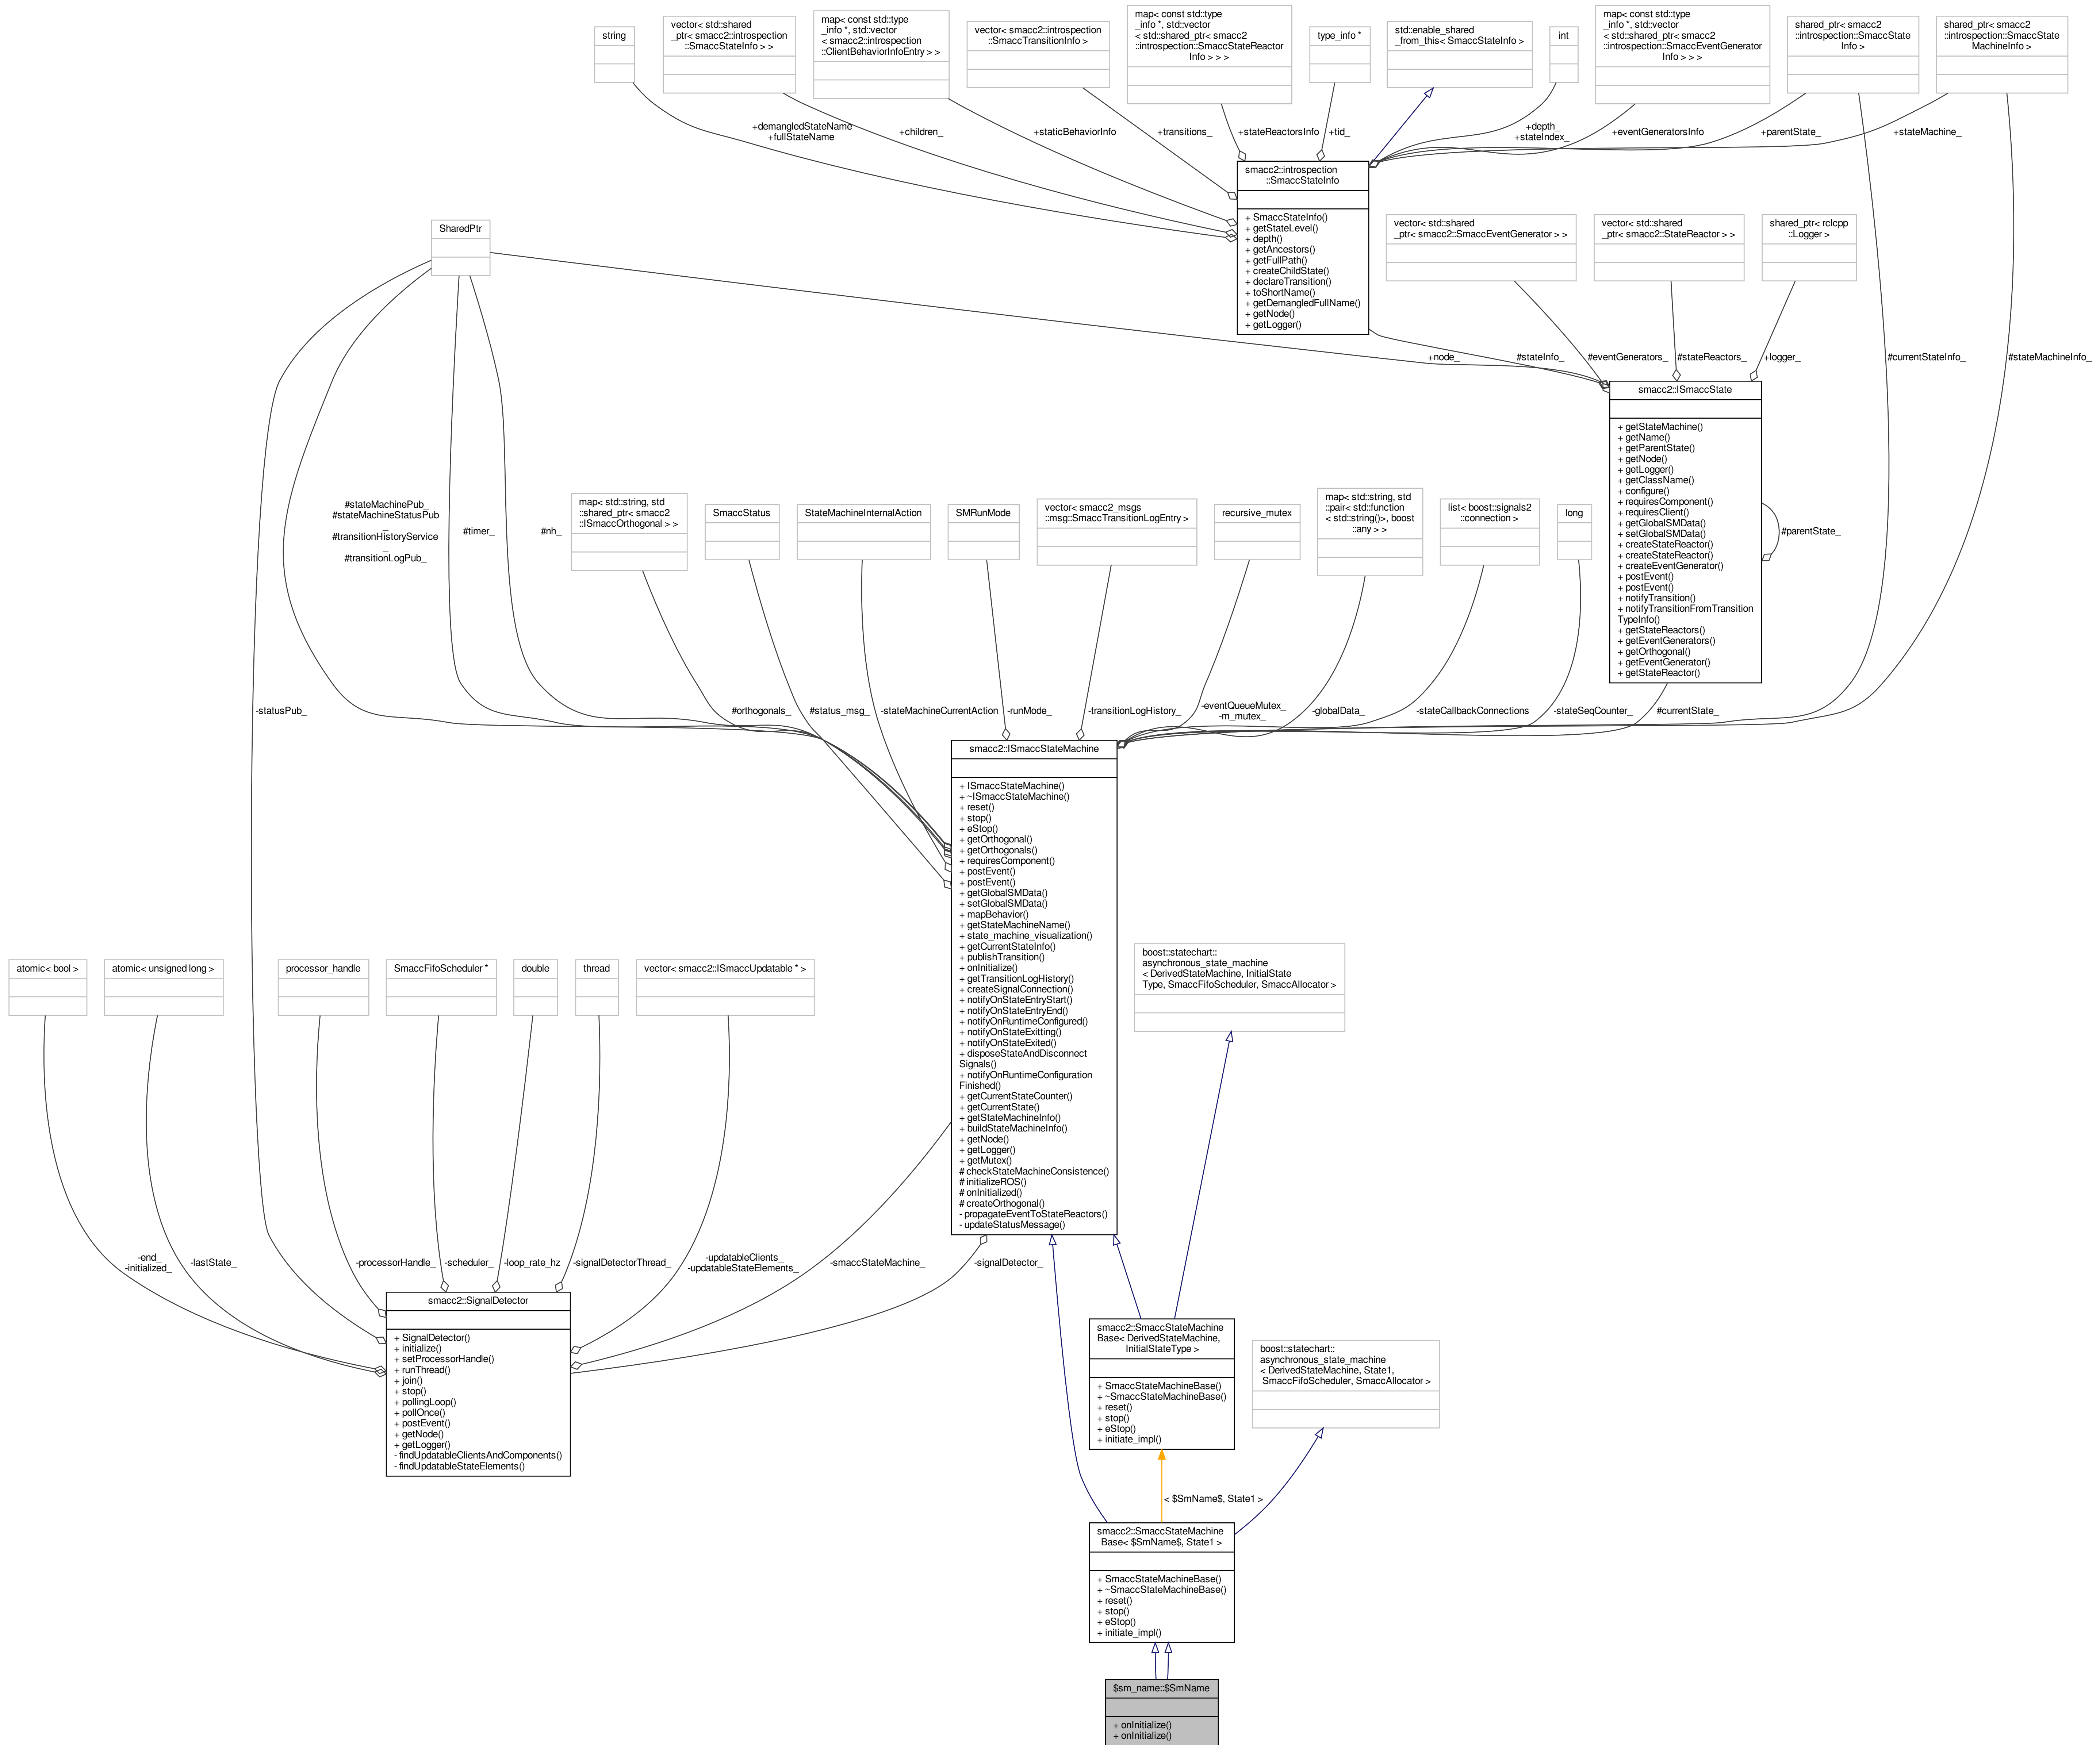 string
vector< std::shared
_ptr< smacc2::introspection
::SmaccStateInfo > >
map< const std::type
_info *, std::vector
< smacc2::introspection
::ClientBehaviorInfoEntry > >
vector< smacc2::introspection
::SmaccTransitionInfo >
map< const std::type
_info *, std::vector
< std::shared_ptr< smacc2
::introspection::SmaccStateReactor
Info > > >
type_info *
std::enable_shared
_from_this< SmaccStateInfo >
int
map< const std::type
_info *, std::vector
< std::shared_ptr< smacc2
::introspection::SmaccEventGenerator
Info > > >
shared_ptr< smacc2
::introspection::SmaccState
Info >
shared_ptr< smacc2
::introspection::SmaccState
MachineInfo >
+demangledStateName
+fullStateName
+children_
+staticBehaviorInfo
+transitions_
+stateReactorsInfo
+tid_
+depth_
+stateIndex_
+eventGeneratorsInfo
+parentState_
+stateMachine_
smacc2::introspection
::SmaccStateInfo
+ SmaccStateInfo()
+ getStateLevel()
+ depth()
+ getAncestors()
+ getFullPath()
+ createChildState()
+ declareTransition()
+ toShortName()
+ getDemangledFullName()
+ getNode()
+ getLogger()
SharedPtr
vector< std::shared
_ptr< smacc2::SmaccEventGenerator > >
vector< std::shared
_ptr< smacc2::StateReactor > >
shared_ptr< rclcpp
::Logger >
+node_
#stateInfo_
#eventGenerators_
#stateReactors_
+logger_
#currentStateInfo_
#stateMachineInfo_
smacc2::ISmaccState
+ getStateMachine()
+ getName()
+ getParentState()
+ getNode()
+ getLogger()
+ getClassName()
+ configure()
+ requiresComponent()
+ requiresClient()
+ getGlobalSMData()
+ setGlobalSMData()
+ createStateReactor()
+ createStateReactor()
+ createEventGenerator()
+ postEvent()
+ postEvent()
+ notifyTransition()
+ notifyTransitionFromTransition
TypeInfo()
+ getStateReactors()
+ getEventGenerators()
+ getOrthogonal()
+ getEventGenerator()
+ getStateReactor()
#parentState_
#stateMachinePub_
#stateMachineStatusPub
_
#transitionHistoryService
_
#transitionLogPub_
#timer_
#nh_
map< std::string, std
::shared_ptr< smacc2
::ISmaccOrthogonal > >
SmaccStatus
StateMachineInternalAction
SMRunMode
vector< smacc2_msgs
::msg::SmaccTransitionLogEntry >
recursive_mutex
map< std::string, std
::pair< std::function
< std::string()>, boost
::any > >
list< boost::signals2
::connection >
long
-statusPub_
#orthogonals_
#status_msg_
-stateMachineCurrentAction
-runMode_
-transitionLogHistory_
-eventQueueMutex_
-m_mutex_
-globalData_
-stateCallbackConnections
-stateSeqCounter_
#currentState_
smacc2::ISmaccStateMachine
+ ISmaccStateMachine()
+ ~ISmaccStateMachine()
+ reset()
+ stop()
+ eStop()
+ getOrthogonal()
+ getOrthogonals()
+ requiresComponent()
+ postEvent()
+ postEvent()
+ getGlobalSMData()
+ setGlobalSMData()
+ mapBehavior()
+ getStateMachineName()
+ state_machine_visualization()
+ getCurrentStateInfo()
+ publishTransition()
+ onInitialize()
+ getTransitionLogHistory()
+ createSignalConnection()
+ notifyOnStateEntryStart()
+ notifyOnStateEntryEnd()
+ notifyOnRuntimeConfigured()
+ notifyOnStateExitting()
+ notifyOnStateExited()
+ disposeStateAndDisconnect
Signals()
+ notifyOnRuntimeConfiguration
Finished()
+ getCurrentStateCounter()
+ getCurrentState()
+ getStateMachineInfo()
+ buildStateMachineInfo()
+ getNode()
+ getLogger()
+ getMutex()
# checkStateMachineConsistence()
# initializeROS()
# onInitialized()
# createOrthogonal()
- propagateEventToStateReactors()
- updateStatusMessage()
atomic< bool >
atomic< unsigned long >
processor_handle
SmaccFifoScheduler *
double
thread
vector< smacc2::ISmaccUpdatable * >
boost::statechart::
asynchronous_state_machine
< DerivedStateMachine, InitialState
Type, SmaccFifoScheduler, SmaccAllocator >
-end_
-initialized_
-lastState_
-processorHandle_
-scheduler_
-loop_rate_hz
-signalDetectorThread_
-updatableClients_
-updatableStateElements_
-smaccStateMachine_
-signalDetector_
smacc2::SignalDetector
+ SignalDetector()
+ initialize()
+ setProcessorHandle()
+ runThread()
+ join()
+ stop()
+ pollingLoop()
+ pollOnce()
+ postEvent()
+ getNode()
+ getLogger()
- findUpdatableClientsAndComponents()
- findUpdatableStateElements()
smacc2::SmaccStateMachine
Base< DerivedStateMachine,
InitialStateType >
+ SmaccStateMachineBase()
+ ~SmaccStateMachineBase()
+ reset()
+ stop()
+ eStop()
+ initiate_impl()
boost::statechart::
asynchronous_state_machine
< DerivedStateMachine, State1,
SmaccFifoScheduler, SmaccAllocator >
< $SmName$, State1 >
smacc2::SmaccStateMachine
Base< $SmName$, State1 >
+ SmaccStateMachineBase()
+ ~SmaccStateMachineBase()
+ reset()
+ stop()
+ eStop()
+ initiate_impl()
$sm_name::$SmName
+ onInitialize()
+ onInitialize()